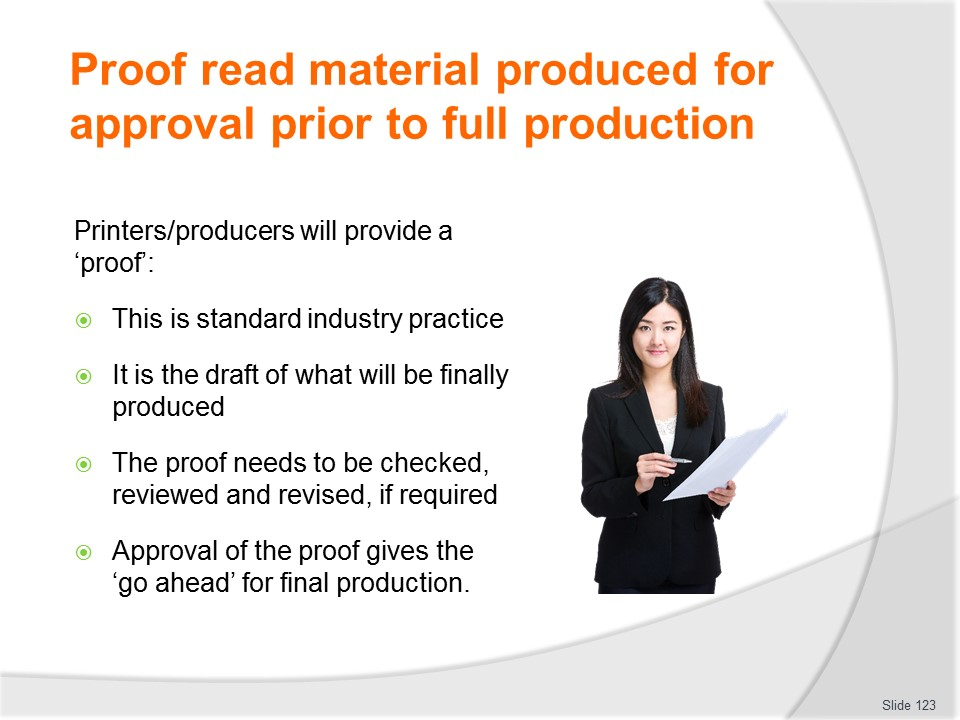 Proof read material produced for
approval prior to full production
Printers/producers will provide a
‘proof’:
This is standard industry practice
It is the draft of what will be finally
produced
The proof needs to be checked,
reviewed and revised, if required
Approval of the proof gives the
‘go ahead’ for final production.
Slide 123